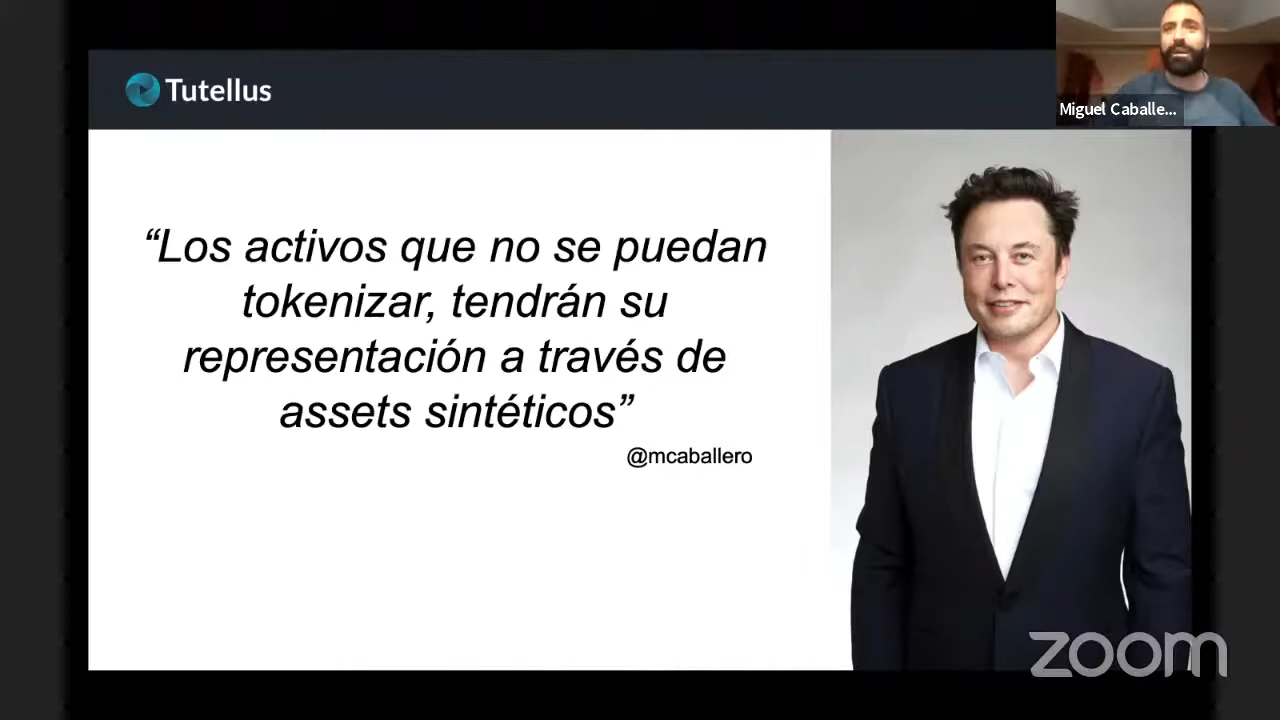 Tutellus
Miguel Caballe...
“Los activos que no se puedan
tokenizar, tendrán su
representación a través de
assets sintéticos”
@mcaballero
zoom